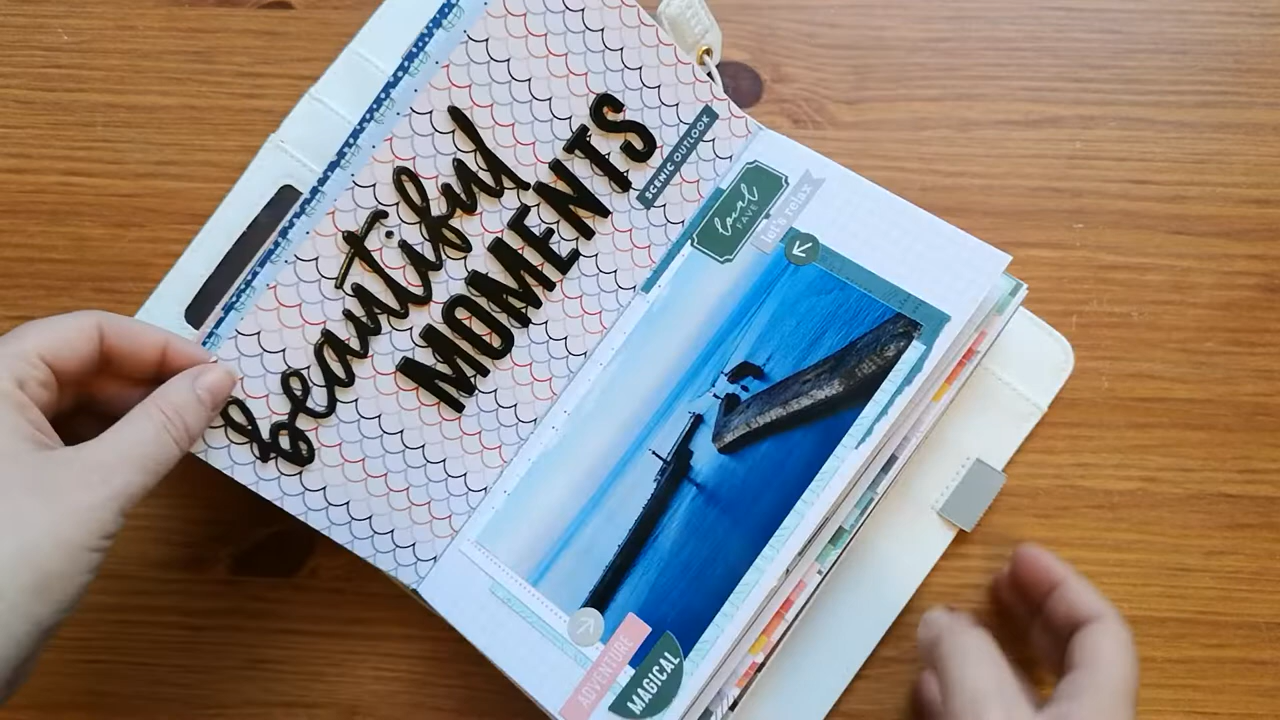 beautiful
MOMENTS
SCENIC OUTLOOK
local
FAVE
let's relax
ADVENTURE
MAGICAL